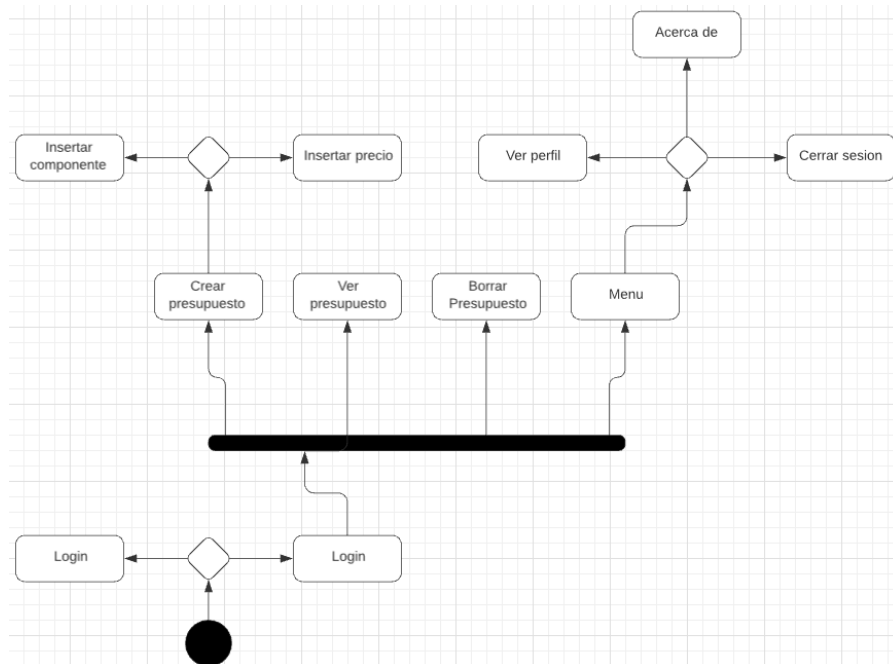 Acerca de
Insertar
componente
Insertar precio
Ver perfil
Cerrar sesion
Crear
presupuesto
Ver
presupuesto
Borrar
Presupuesto
Menu
Login
Login